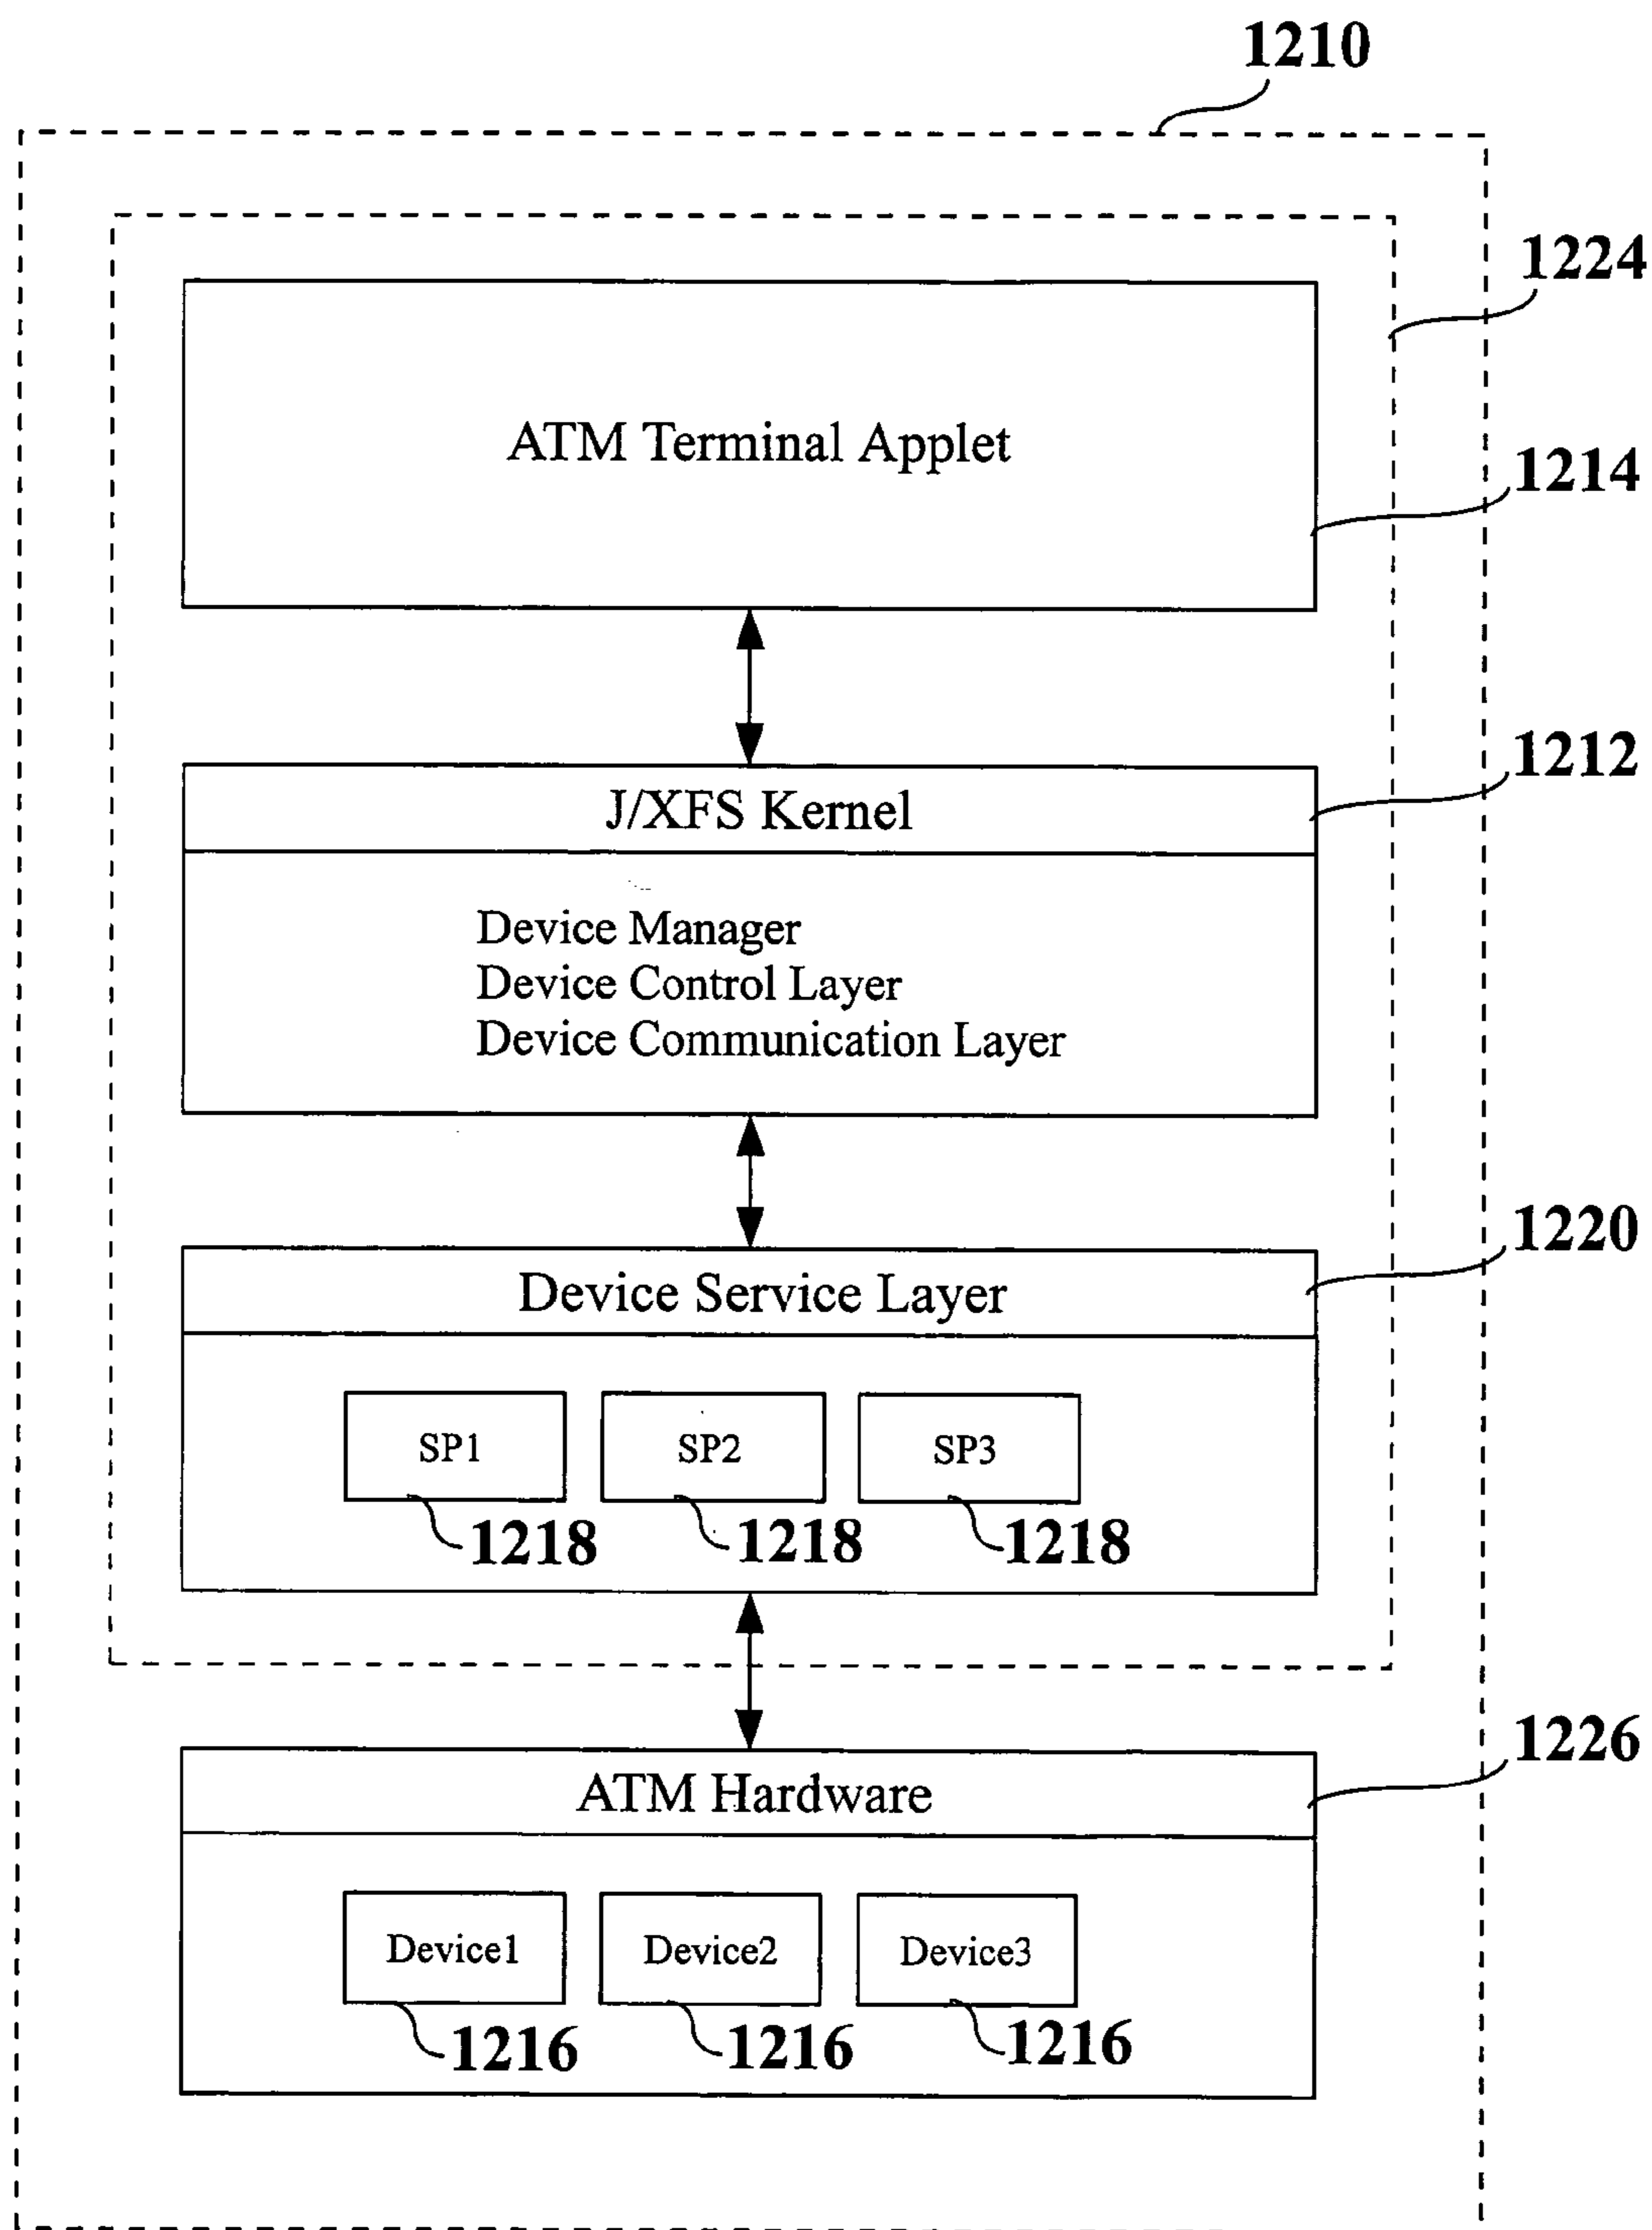 1210
1224
ATM Terminal Applet
1214
1212
J/XFS Kernel
Device Manager
Device Control Layer
Device Communication Layer
1220
Device Service Layer
SP1 SP2 SP3
1218 1218 1218
1226
ATM Hardware
Device1 Device2 Device3
1216 1216 1216